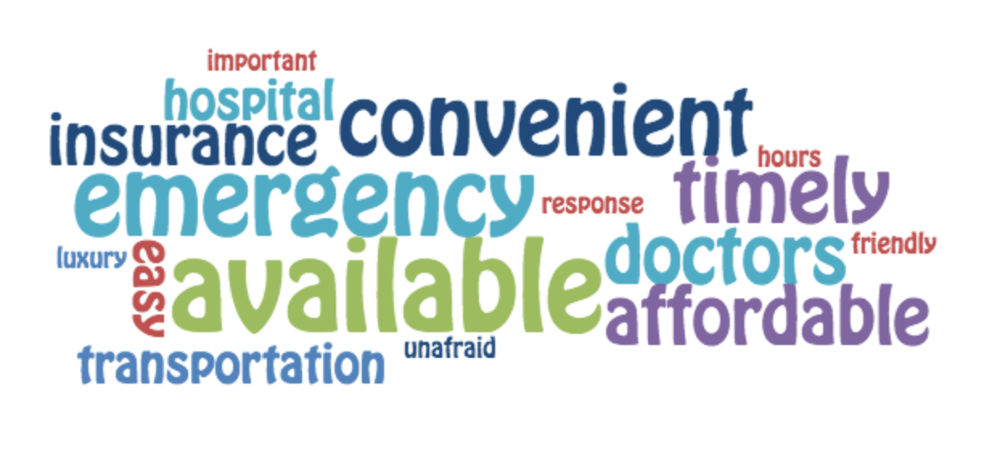 important
hospital
convenient
insurance
hours
timely
emergency
response
doctors
friendly
luxury
easy
available
affordable
unafraid
transportation